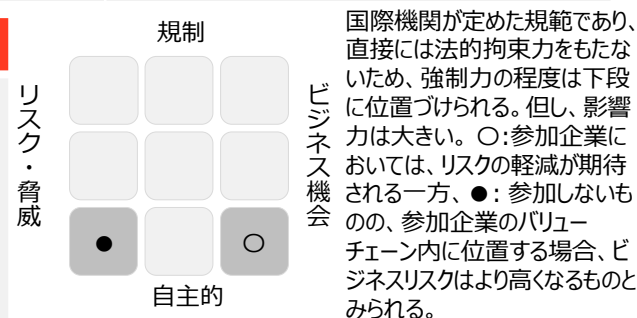 規制
リスク・脅威
●
○
ビジネス機会
自主的
国際機関が定めた規範であり、
直接には法的拘束力をもたな
いため、強制力の程度は下段
に位置づけられる。但し、影響
力は大きい。○:参加企業に
おいては、リスクの軽減が期待
される一方、●: 参加しないも
のの、参加企業のバリュー
チェーン内に位置する場合、ビ
ジネスリスクはより高くなるものと
みられる。